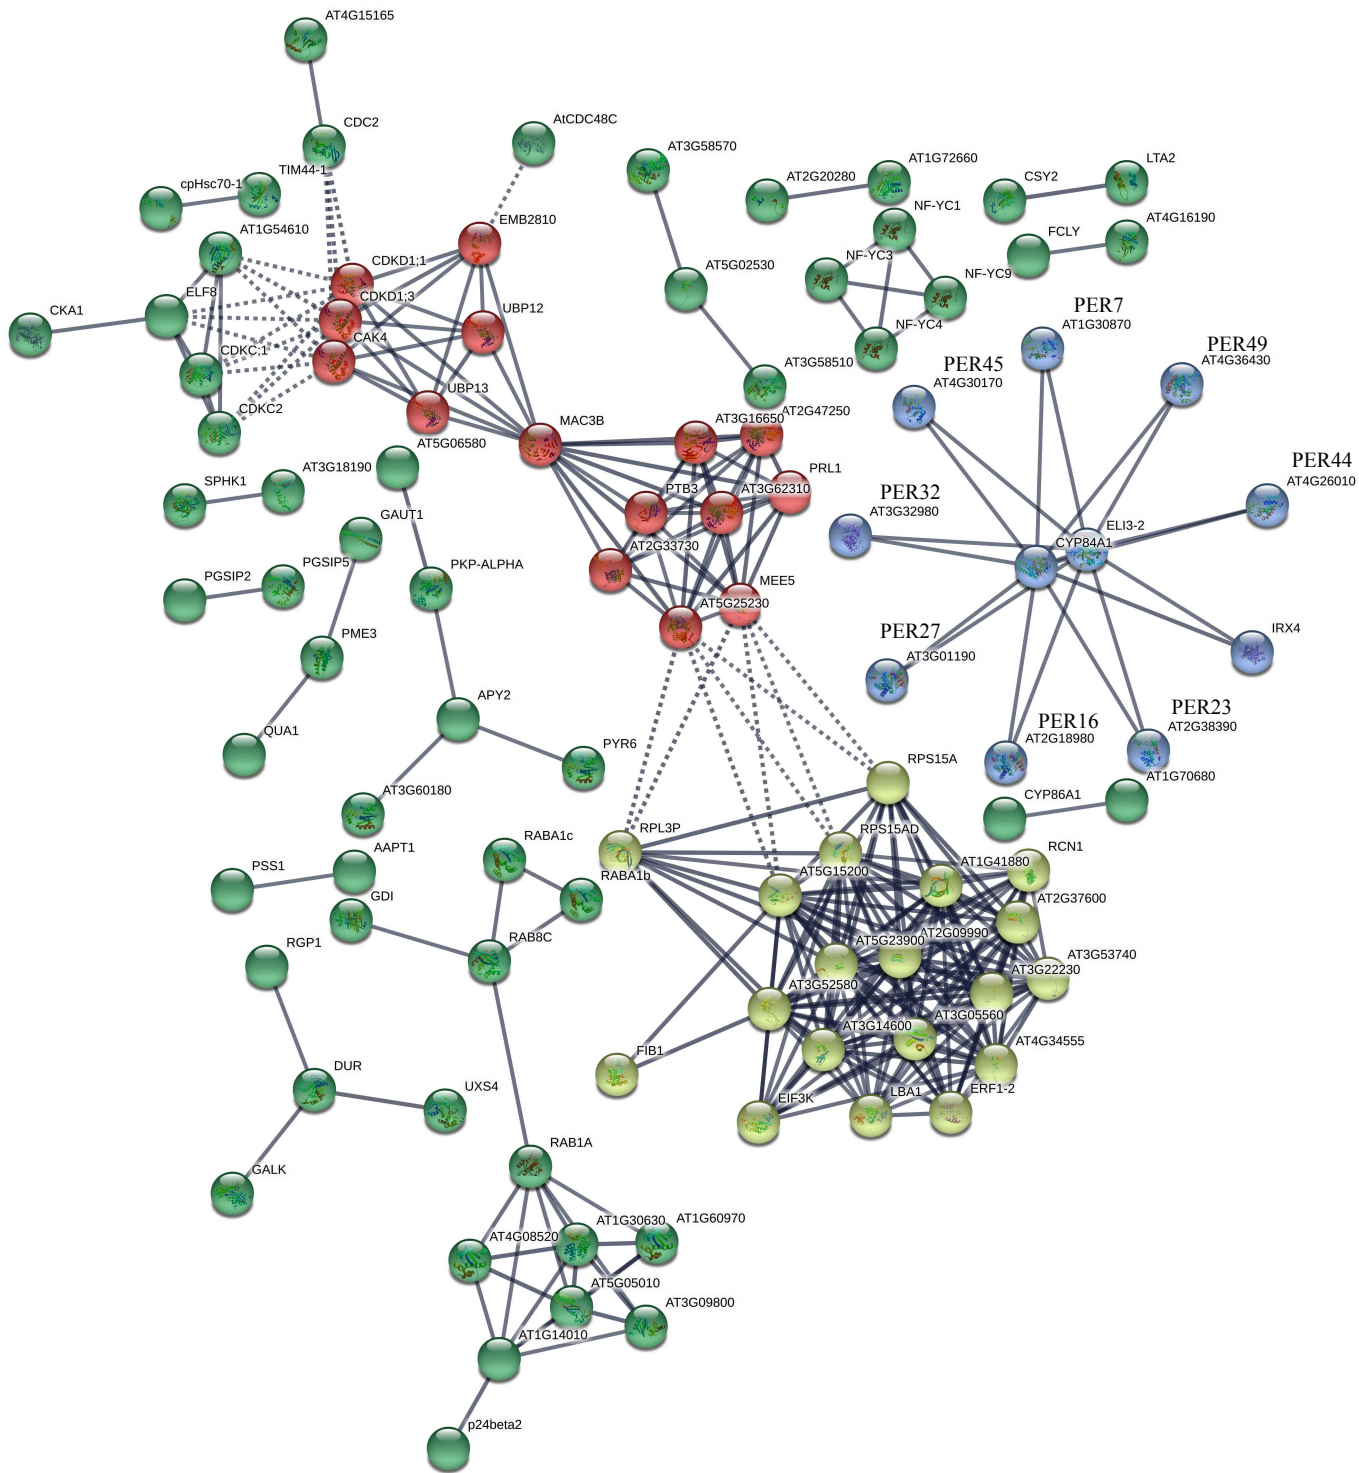 AT4G15165
CDC2
AtCDC48C
AT3G58570
AT1G72660
AT2G20280
LTA2
CSY2
TIM44-1
cpHsc70-1
NF-YC1
AT4G16190
FCLY
EMB2810
AT1G54610
NF-YC3
CDKD1;1
AT5G02530
NF-YC9
ELF8
CKA1
CDKD1;3
UBP12
PER7
AT1G30870
CAK4
NF-YC4
PER49
AT4G36430
CDKC;1
AT3G58510
PER45
AT4G30170
UBP13
CDKC2
MAC3B
AT3G16650
AT2G47250
AT5G06580
PER44
AT4G26010
SPHK1
AT3G18190
PRL1
PTB3
AT3G62310
PER32
AT3G32980
GAUT1
ELI3-2
CYP84A1
AT2G33730
PGSIP2
PGSIP5
PKP-ALPHA
MEE5
AT5G25230
IRX4
PME3
PER27
AT3G01190
APY2
PER16
AT2G18980
PER23
AT2G38390
QUA1
PYR6
RPS15A
AT1G70680
CYP86A1
AT3G60180
RPL3P
RPS15AD
RABA1c
AT1G41880
RCN1
AAPT1
PSS1
RABA1b
AT5G15200
AT2G37600
GDI
RAB8C
AT5G23900
AT2G09990
RGP1
AT3G53740
AT3G22230
AT3G52580
AT3G05560
AT3G14600
AT4G34555
FIB1
DUR
UXS4
EIF3K
LBA1
ERF1-2
RAB1A
GALK
AT1G30630
AT1G60970
AT4G08520
AT5G05010
AT3G09800
AT1G14010
p24beta2